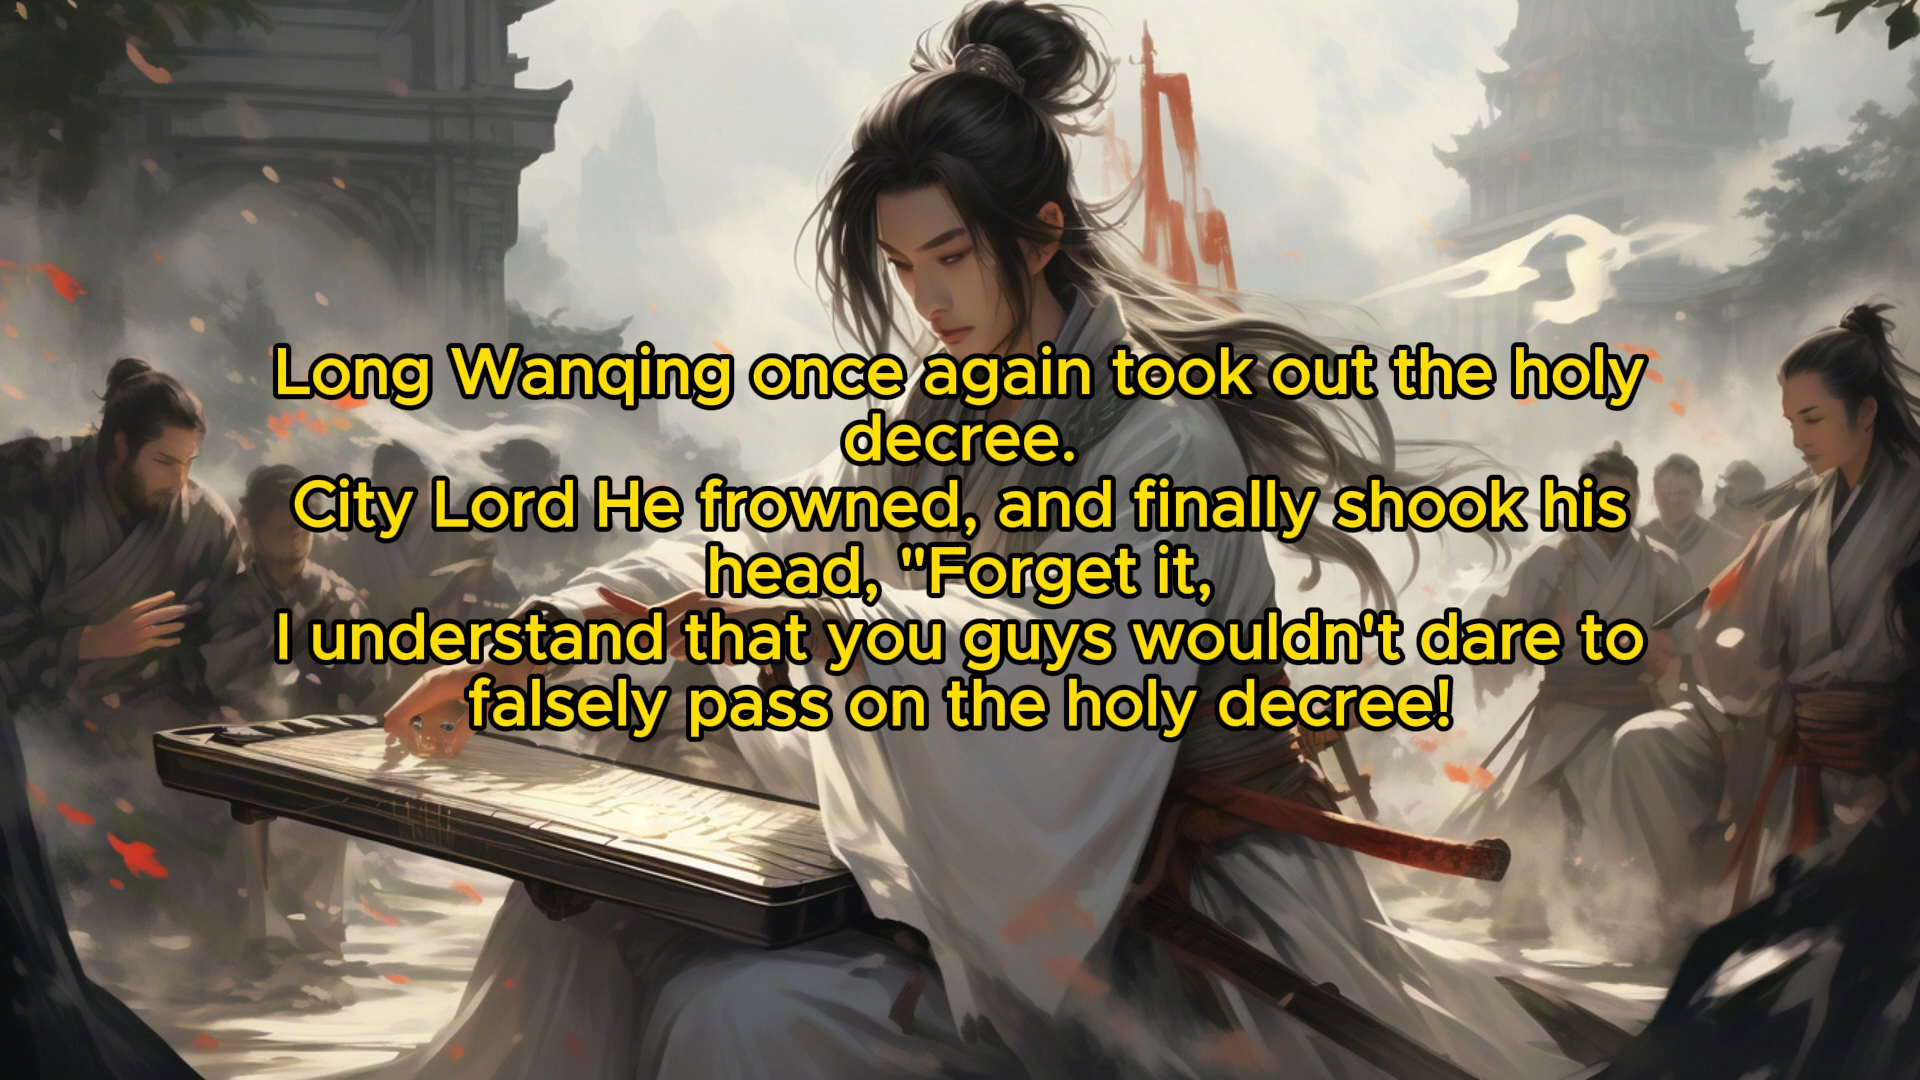 Long Wanqing once again took out the holy
decree.
City Lord He frowned, and finally shook his
head, "Forget it,
I understand that you guys wouldn't dare to
falsely pass on the holy decree!